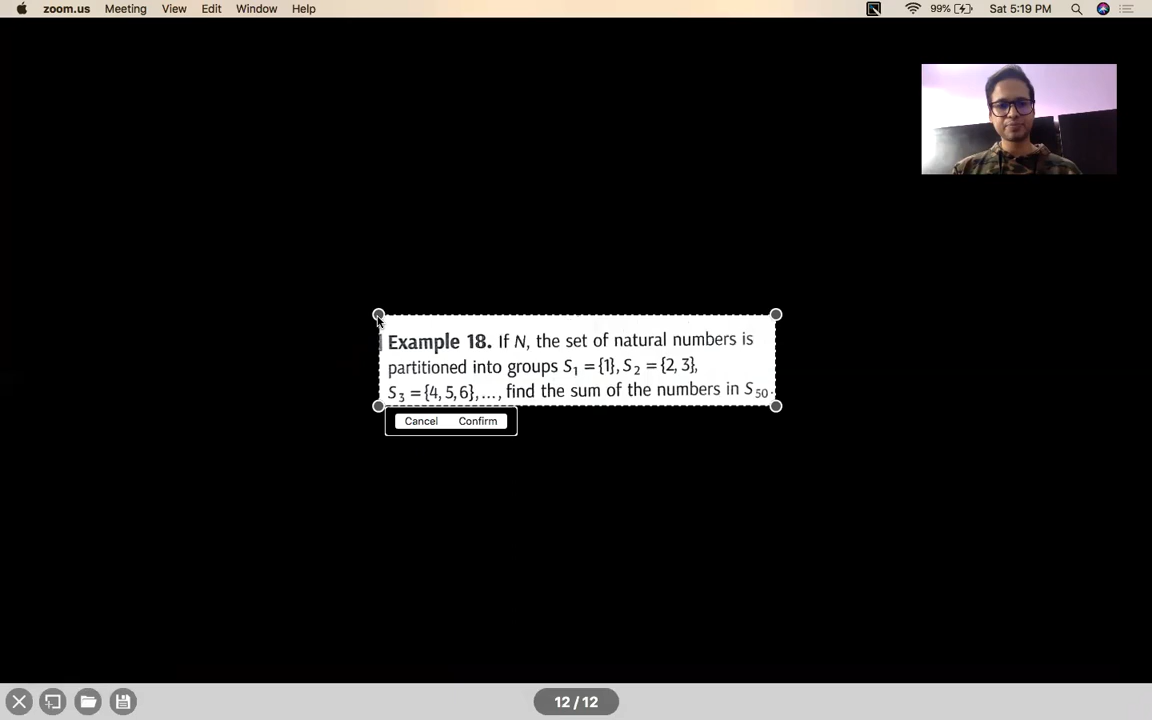 zoom.us Meeting View Edit Window Help 99% Sat 5:19 PM
Example 18. If N, the set of natural numbers is
partitioned into groups S₁ = {1}, S₂ = {2, 3},
S₃ = {4, 5, 6}, ..., find the sum of the numbers in S₅₀.
Cancel Confirm
12 / 12